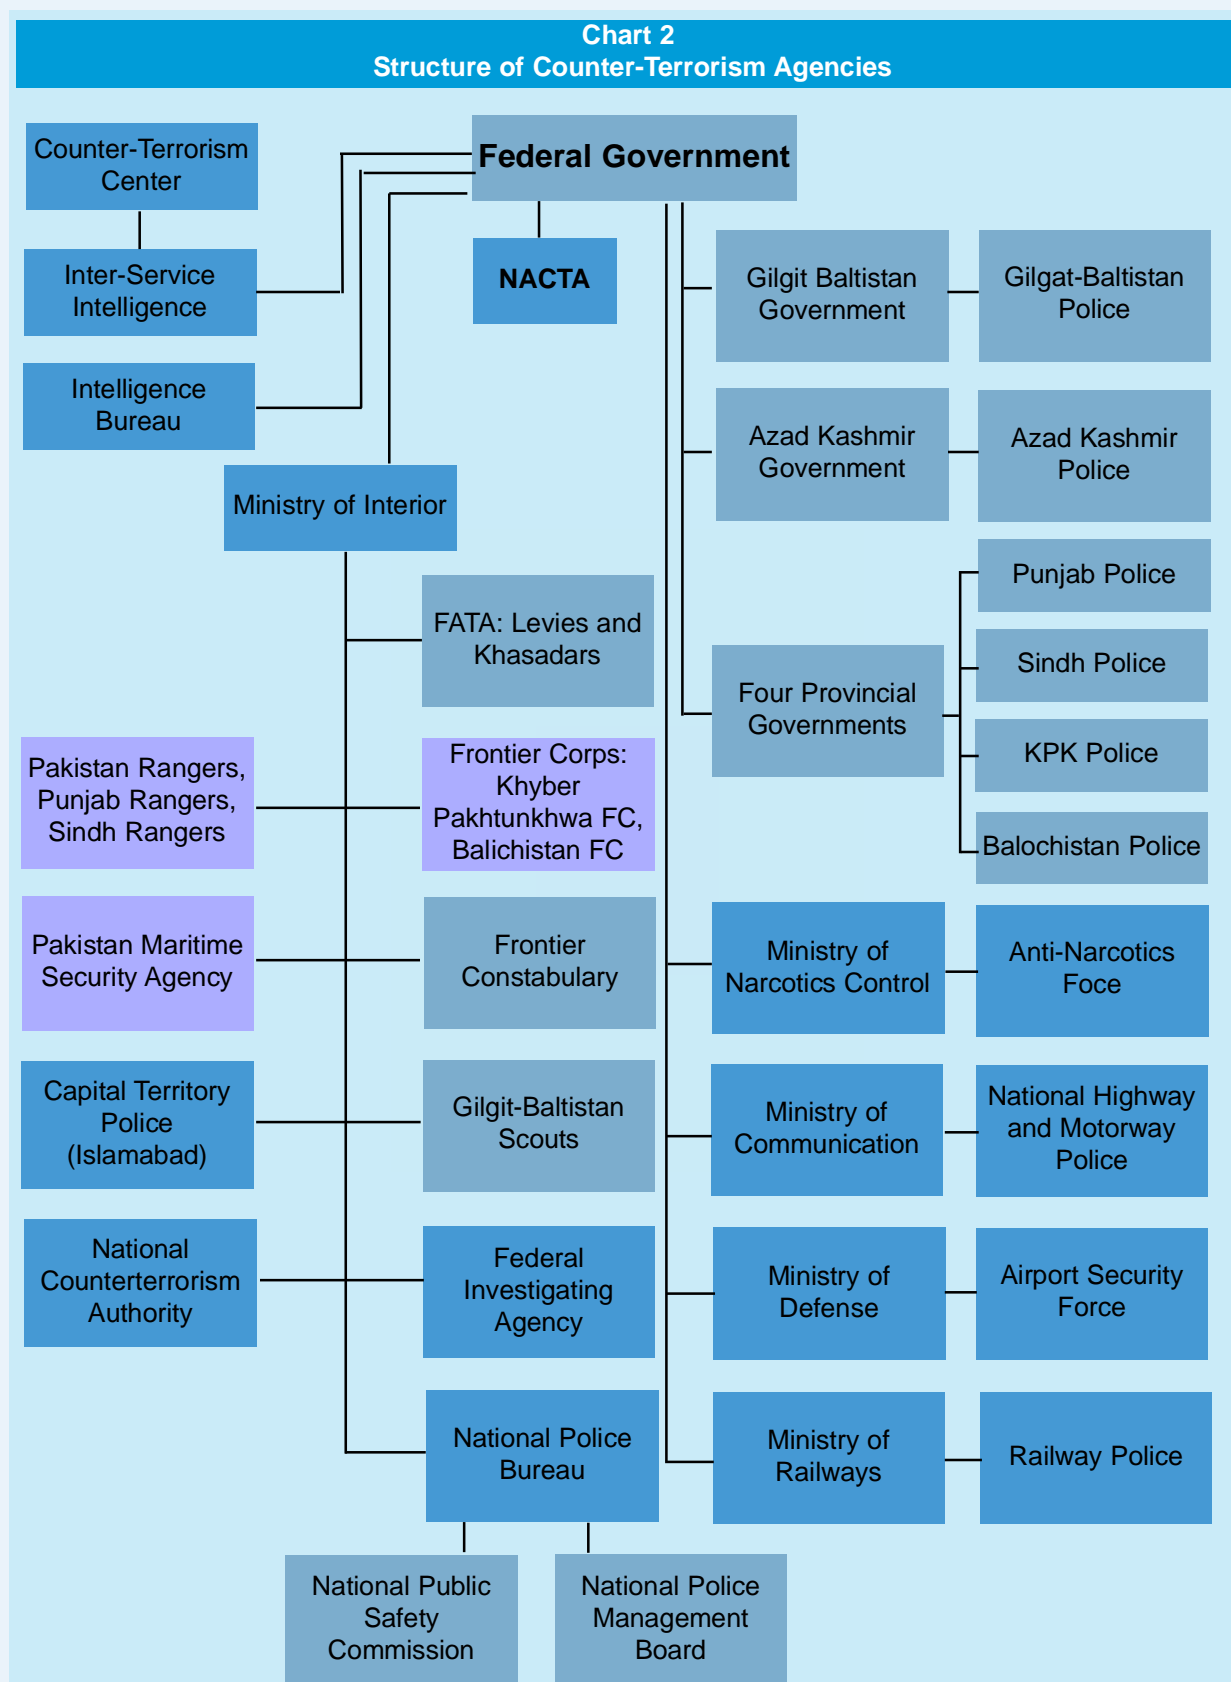 Chart 2
Structure of Counter-Terrorism Agencies
Counter-Terrorism
Center
Federal Government
Inter-Service
Intelligence
NACTA
Gilgit Baltistan
Government
Gilgat-Baltistan
Police
Intelligence
Bureau
Azad Kashmir
Government
Azad Kashmir
Police
Ministry of Interior
FATA: Levies and
Khasadars
Four Provincial
Governments
Punjab Police
Sindh Police
KPK Police
Balochistan Police
Pakistan Rangers,
Punjab Rangers,
Sindh Rangers
Frontier Corps:
Khyber
Pakhtunkhwa FC,
Balichistan FC
Pakistan Maritime
Security Agency
Frontier
Constabulary
Ministry of
Narcotics Control
Anti-Narcotics
Foce
Capital Territory
Police
(Islamabad)
Gilgit-Baltistan
Scouts
Ministry of
Communication
National Highway
and Motorway
Police
National
Counterterrorism
Authority
Federal
Investigating
Agency
Ministry of
Defense
Airport Security
Force
National Police
Bureau
Ministry of
Railways
Railway Police
National Public
Safety
Commission
National Police
Management
Board